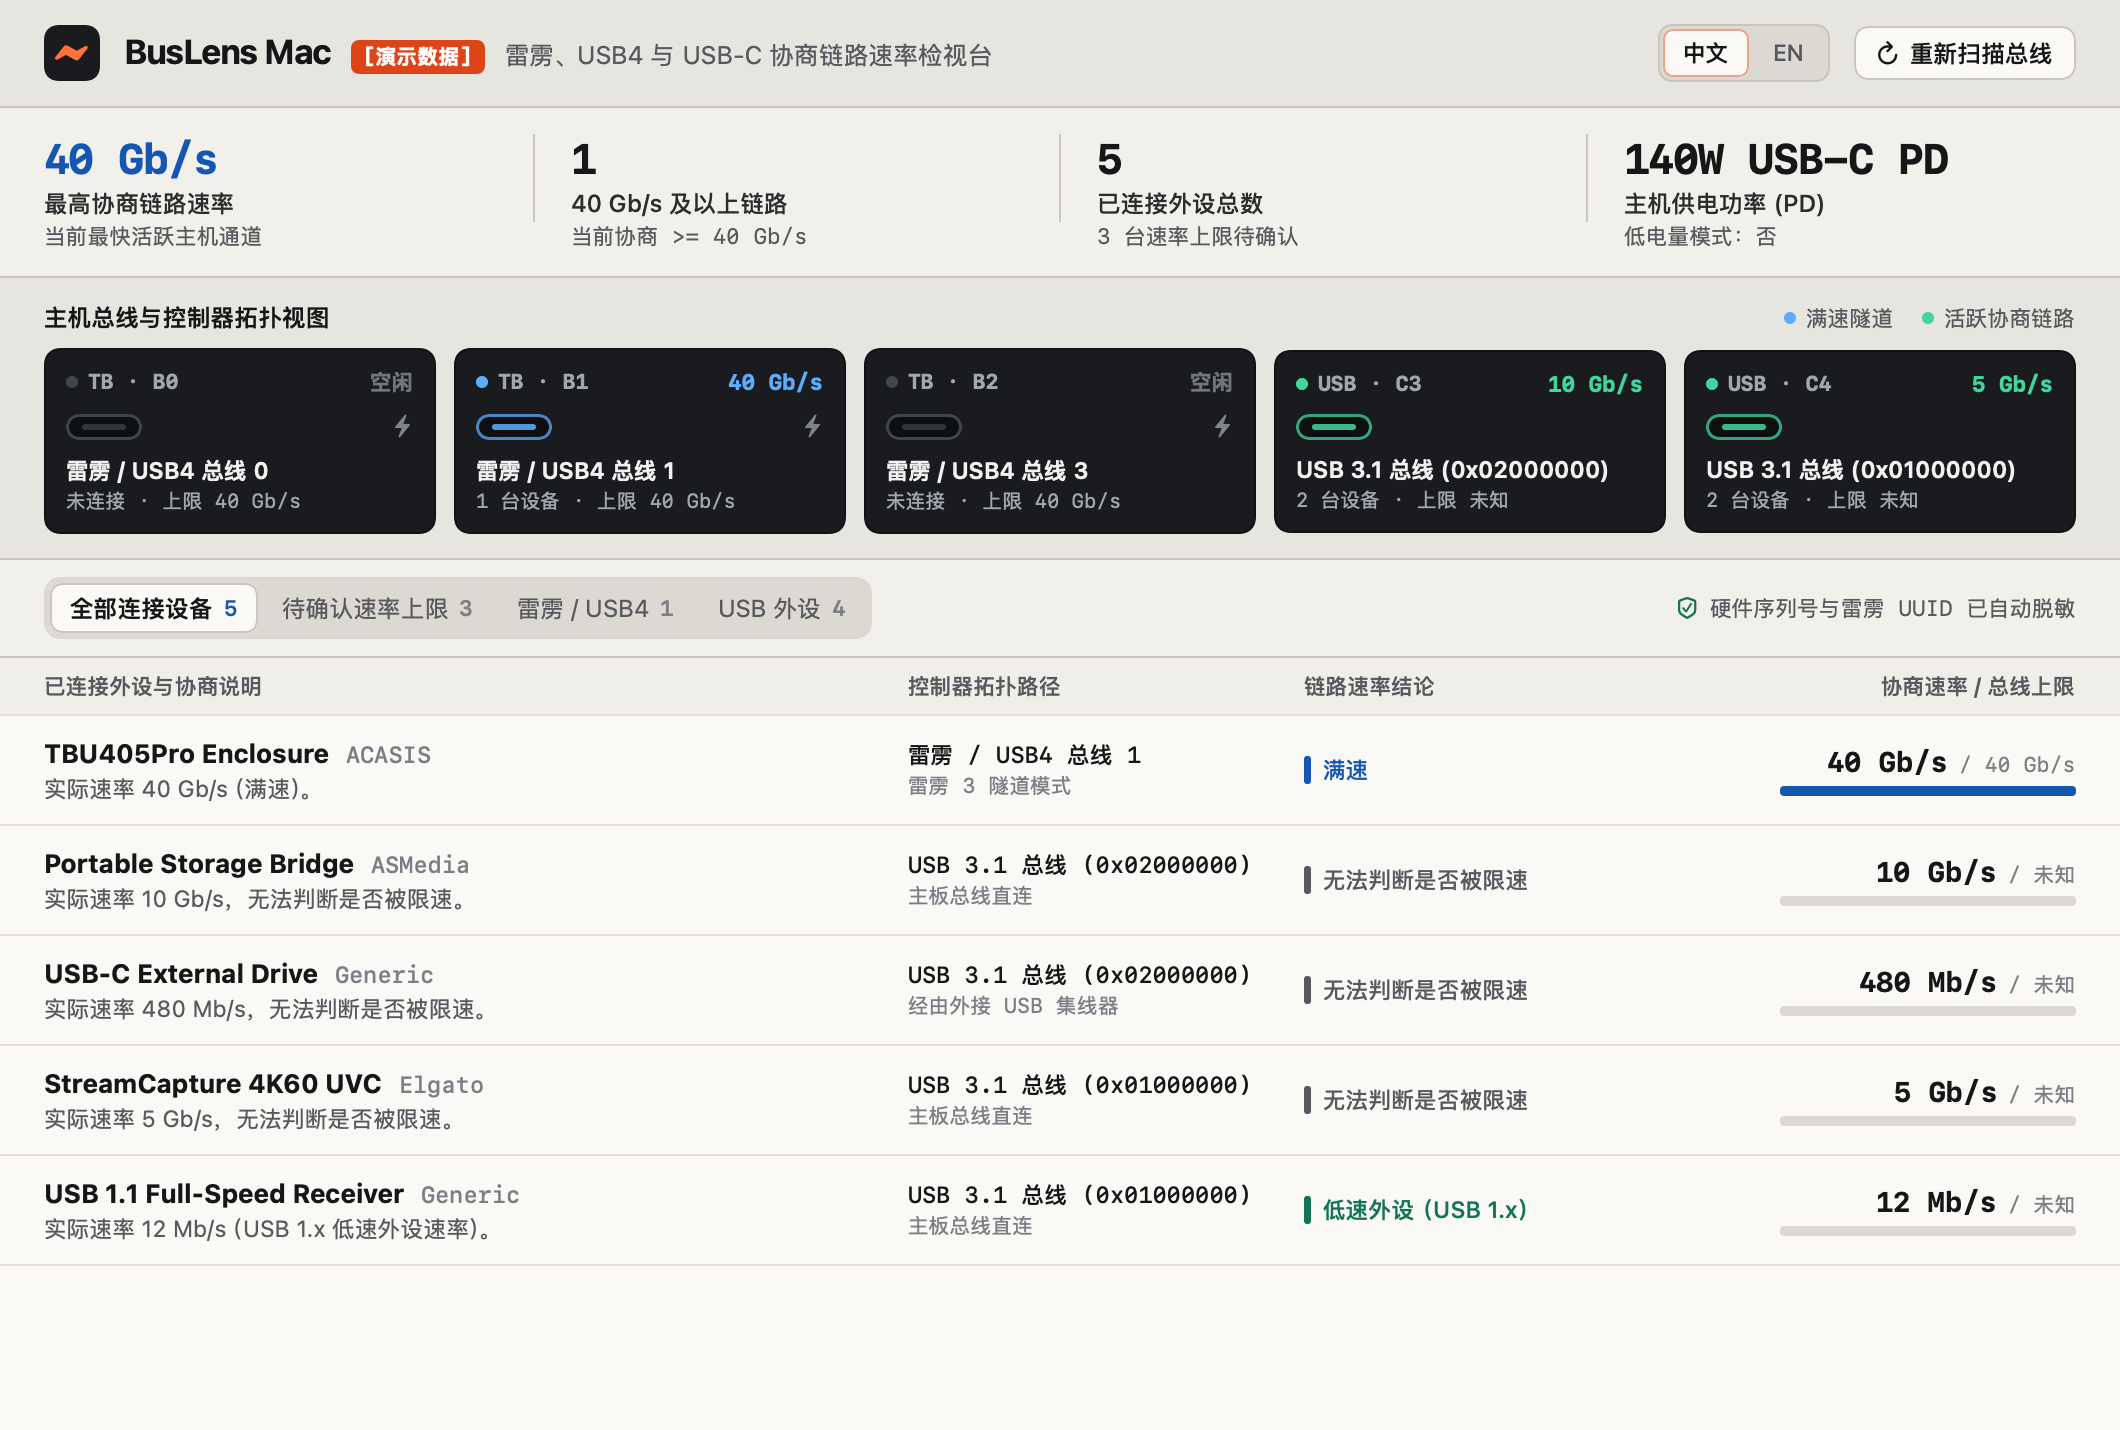 BusLens Mac [演示数据] 雷雳、USB4 与 USB-C 协商链路速率检视台
中文 EN 重新扫描总线
40 Gb/s
最高协商链路速率
当前最快活跃主机通道
1
40 Gb/s 及以上链路
当前协商 >= 40 Gb/s
5
已连接外设总数
3 台速率上限待确认
140W USB-C PD
主机供电功率 (PD)
低电量模式：否
主机总线与控制器拓扑视图
满速隧道 活跃协商链路
TB · B0 空闲
雷雳 / USB4 总线 0
未连接 · 上限 40 Gb/s
TB · B1 40 Gb/s
雷雳 / USB4 总线 1
1 台设备 · 上限 40 Gb/s
TB · B2 空闲
雷雳 / USB4 总线 3
未连接 · 上限 40 Gb/s
USB · C3 10 Gb/s
USB 3.1 总线 (0x02000000)
2 台设备 · 上限 未知
USB · C4 5 Gb/s
USB 3.1 总线 (0x01000000)
2 台设备 · 上限 未知
全部连接设备 5 待确认速率上限 3 雷雳 / USB4 1 USB 外设 4
硬件序列号与雷雳 UUID 已自动脱敏
已连接外设与协商说明 控制器拓扑路径 链路速率结论 协商速率 / 总线上限
TBU405Pro Enclosure ACASIS
实际速率 40 Gb/s (满速)。
雷雳 / USB4 总线 1
雷雳 3 隧道模式
满速
40 Gb/s / 40 Gb/s
Portable Storage Bridge ASMedia
实际速率 10 Gb/s，无法判断是否被限速。
USB 3.1 总线 (0x02000000)
主板总线直连
无法判断是否被限速
10 Gb/s / 未知
USB-C External Drive Generic
实际速率 480 Mb/s，无法判断是否被限速。
USB 3.1 总线 (0x02000000)
经由外接 USB 集线器
无法判断是否被限速
480 Mb/s / 未知
StreamCapture 4K60 UVC Elgato
实际速率 5 Gb/s，无法判断是否被限速。
USB 3.1 总线 (0x01000000)
主板总线直连
无法判断是否被限速
5 Gb/s / 未知
USB 1.1 Full-Speed Receiver Generic
实际速率 12 Mb/s (USB 1.x 低速外设速率)。
USB 3.1 总线 (0x01000000)
主板总线直连
低速外设 (USB 1.x)
12 Mb/s / 未知